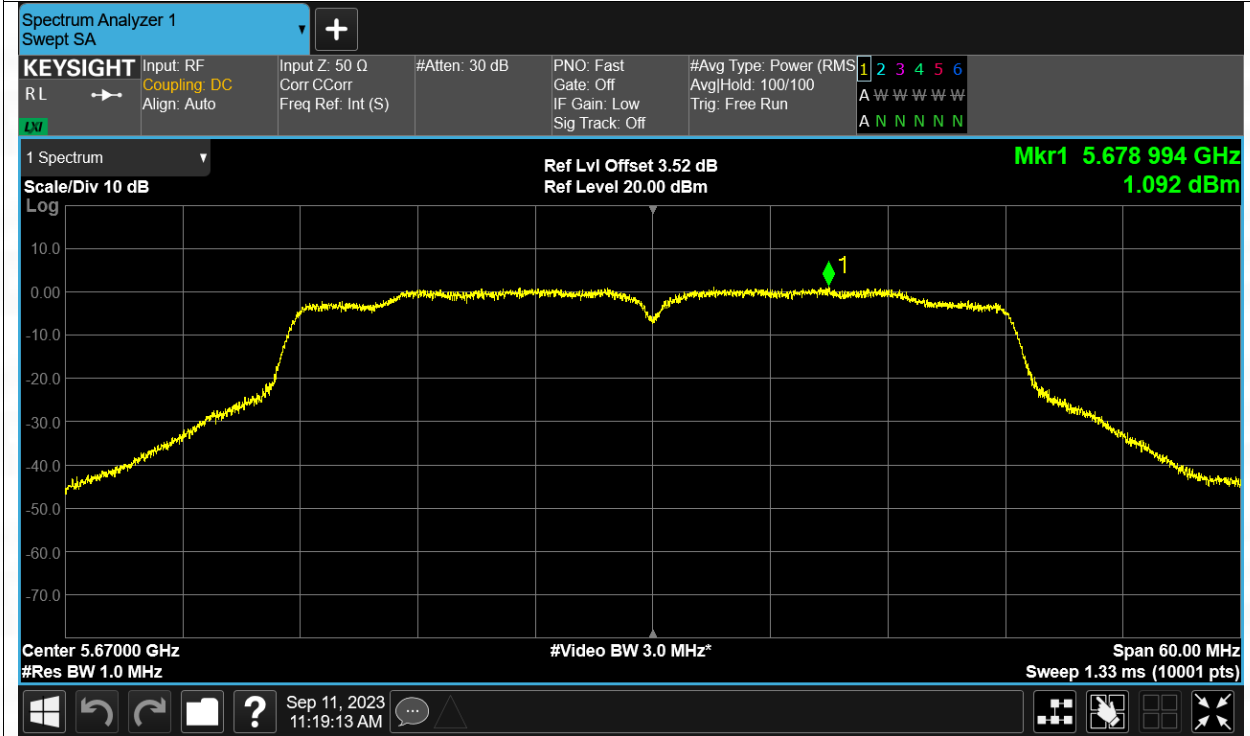 Spectrum Analyzer 1
Swept SA
+
KEYSIGHT
R L
LXI
Input: RF
Coupling: DC
Align: Auto
Input Z: 50 Ω
Corr CCorr
Freq Ref: Int (S)
#Atten: 30 dB
PNO: Fast
Gate: Off
IF Gain: Low
Sig Track: Off
#Avg Type: Power (RMS
Avg|Hold: 100/100
Trig: Free Run
1 2 3 4 5 6
A W W W W W
A N N N N N
1 Spectrum
Scale/Div 10 dB
Log
Ref Lvl Offset 3.52 dB
Ref Level 20.00 dBm
Mkr1 5.678 994 GHz
1.092 dBm
1
10.0
0.00
-10.0
-20.0
-30.0
-40.0
-50.0
-60.0
-70.0
Center 5.67000 GHz
#Res BW 1.0 MHz
#Video BW 3.0 MHz*
Span 60.00 MHz
Sweep 1.33 ms (10001 pts)
?
Sep 11, 2023
11:19:13 AM